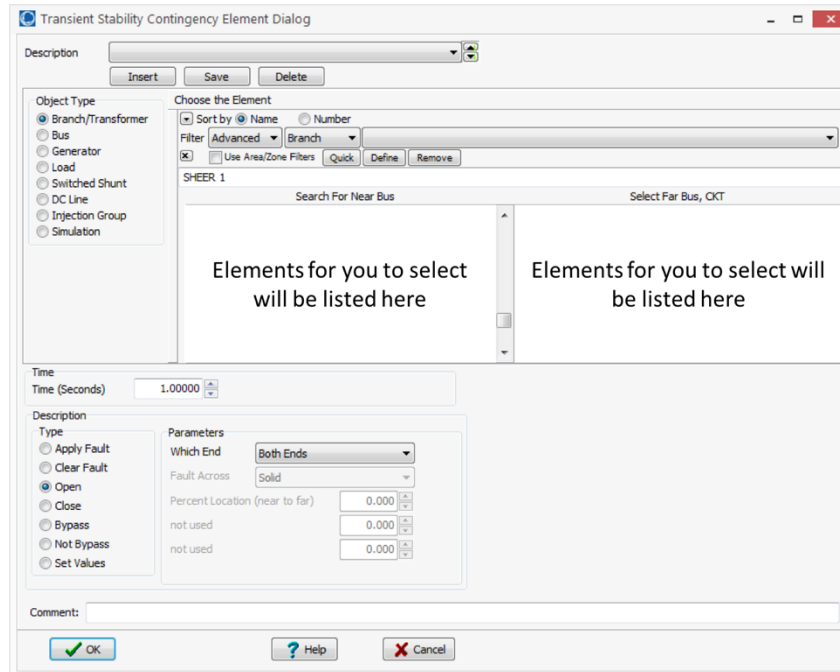 Transient Stability Contingency Element Dialog
Description
Insert Save Delete
Object Type
Branch/Transformer
Bus
Generator
Load
Switched Shunt
DC Line
Injection Group
Simulation
Choose the Element
Sort by Name Number
Filter Advanced Branch
Use Area/Zone Filters Quick Define Remove
SHEER 1
Search For Near Bus Select Far Bus, CKT
Elements for you to select
will be listed here
Elements for you to select will
be listed here
Time
Time (Seconds) 1.00000
Description
Type
Apply Fault
Clear Fault
Open
Close
Bypass
Not Bypass
Set Values
Parameters
Which End Both Ends
Fault Across Solid
Percent Location (near to far) 0.000
not used 0.000
not used 0.000
Comment:
OK ? Help Cancel